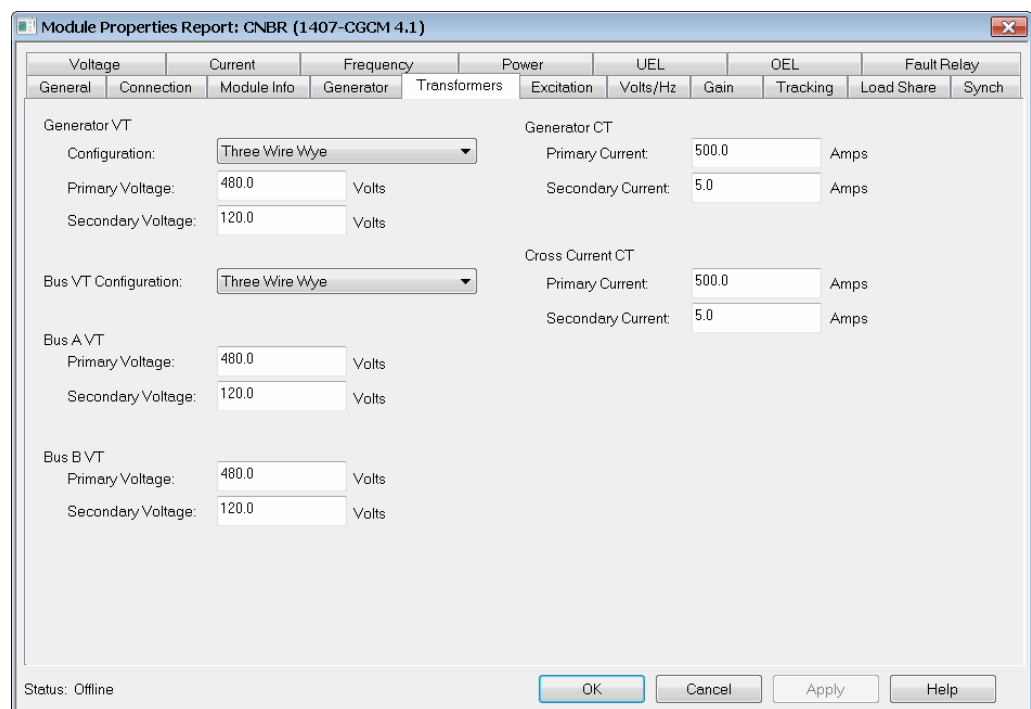 Module Properties Report: CNBR (1407-CGCM 4.1)
Voltage Current Frequency Power UEL OEL Fault Relay
General Connection Module Info Generator Transformers Excitation Volts/Hz Gain Tracking Load Share Synch
Generator VT
Configuration: Three Wire Wye
Primary Voltage: 480.0 Volts
Secondary Voltage: 120.0 Volts
Bus VT Configuration: Three Wire Wye
Bus A VT
Primary Voltage: 480.0 Volts
Secondary Voltage: 120.0 Volts
Bus B VT
Primary Voltage: 480.0 Volts
Secondary Voltage: 120.0 Volts
Generator CT
Primary Current: 500.0 Amps
Secondary Current: 5.0 Amps
Cross Current CT
Primary Current: 500.0 Amps
Secondary Current: 5.0 Amps
Status: Offline OK Cancel Apply Help